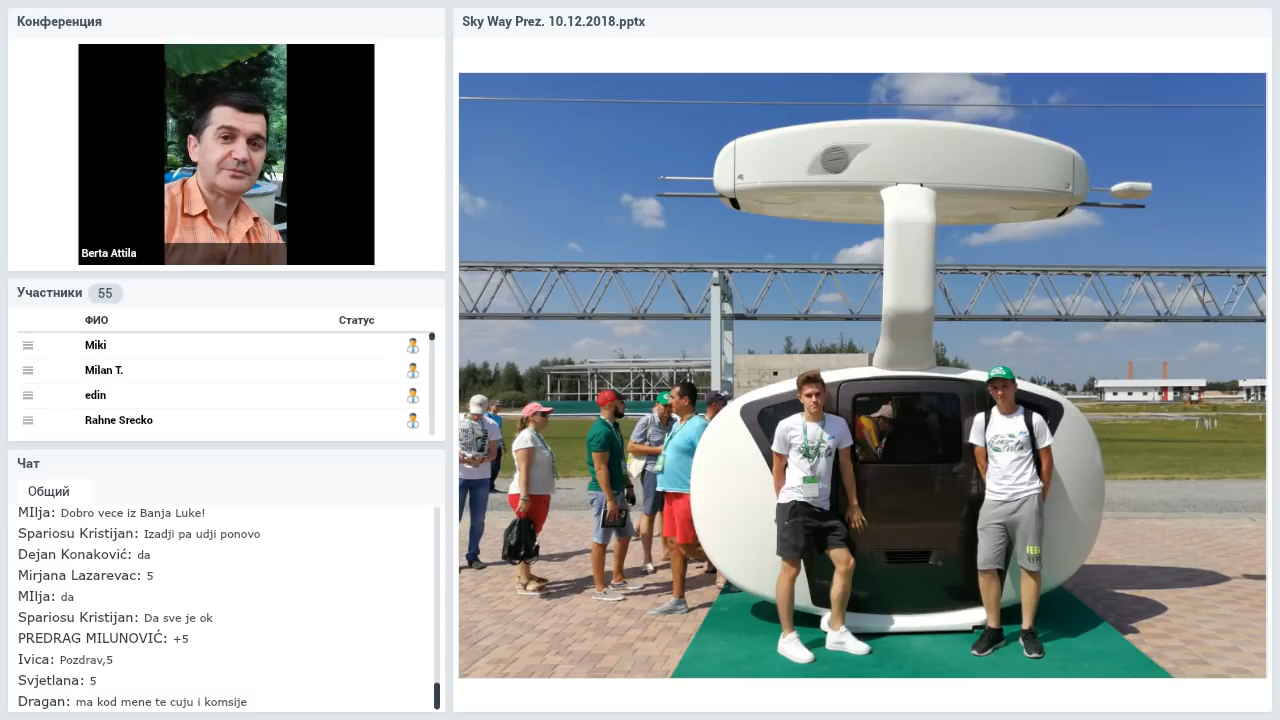 Конференция
Berta Attila
Участники 55
ФИО Статус
Miki
Milan T.
edin
Rahne Srecko
Чат
Общий
MIlja: Dobro vece iz Banja Luke!
Spariosu Kristijan: Izadji pa udji ponovo
Dejan Konaković: da
Mirjana Lazarevac: 5
MIlja: da
Spariosu Kristijan: Da sve je ok
PREDRAG MILUNOVIĆ: +5
Ivica: Pozdrav,5
Svjetlana: 5
Dragan: ma kod mene te cuju i komsije
Sky Way Prez. 10.12.2018.pptx